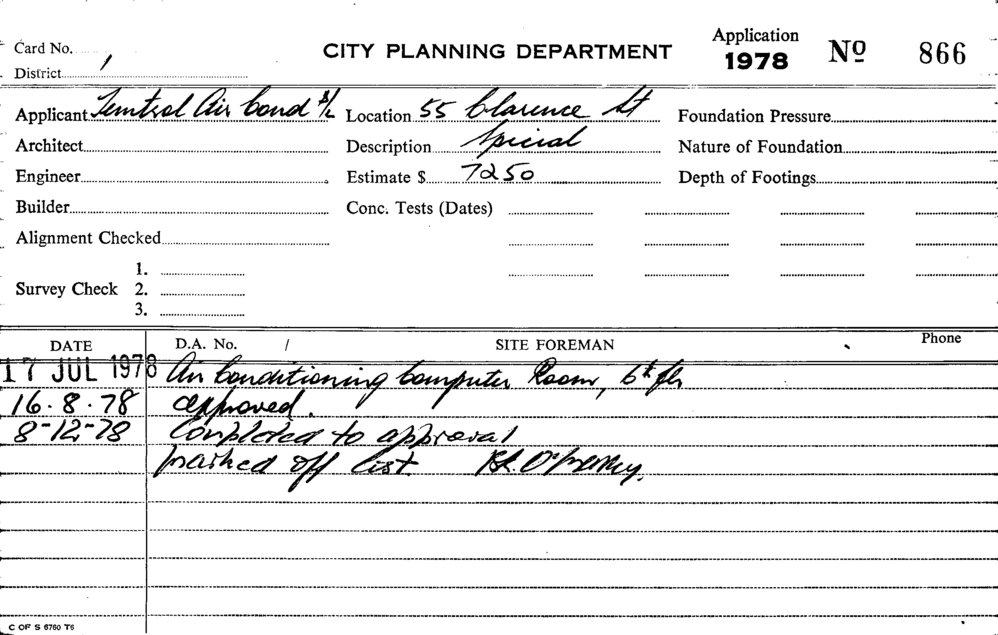 Card No.
District 1
CITY PLANNING DEPARTMENT
Application
1978
Nº 866
Applicant Air Cond P/L
Location 55 Clarence St
Foundation Pressure
Architect
Description Special
Nature of Foundation
Engineer
Estimate $ 7250
Depth of Footings
Builder
Conc. Tests (Dates)
Alignment Checked
Survey Check
1.
2.
3.
DATE D.A. No. / SITE FOREMAN Phone
17 JUL 1978 Air Conditioning Computer Room, 6th flr
16.8.78 approved.
8-12-78 Completed to approval
marked off list.
C OF S 6760 T6